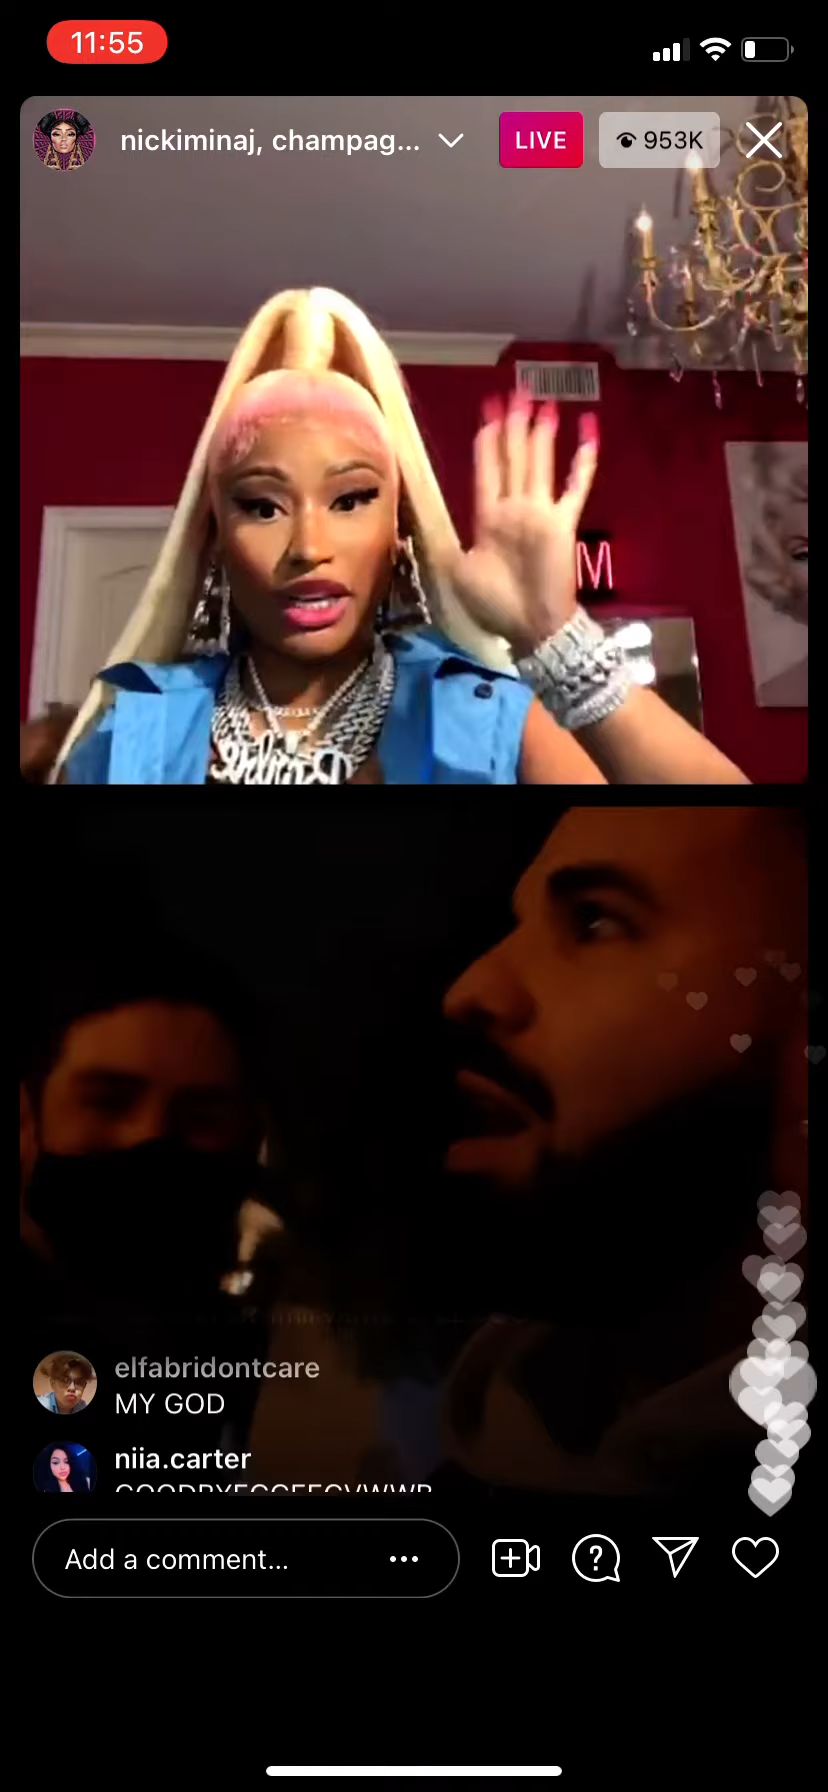 11:55
nickiminaj, champag...
LIVE
953K
M
elfabridontcare
MY GOD
niia.carter
Add a comment...